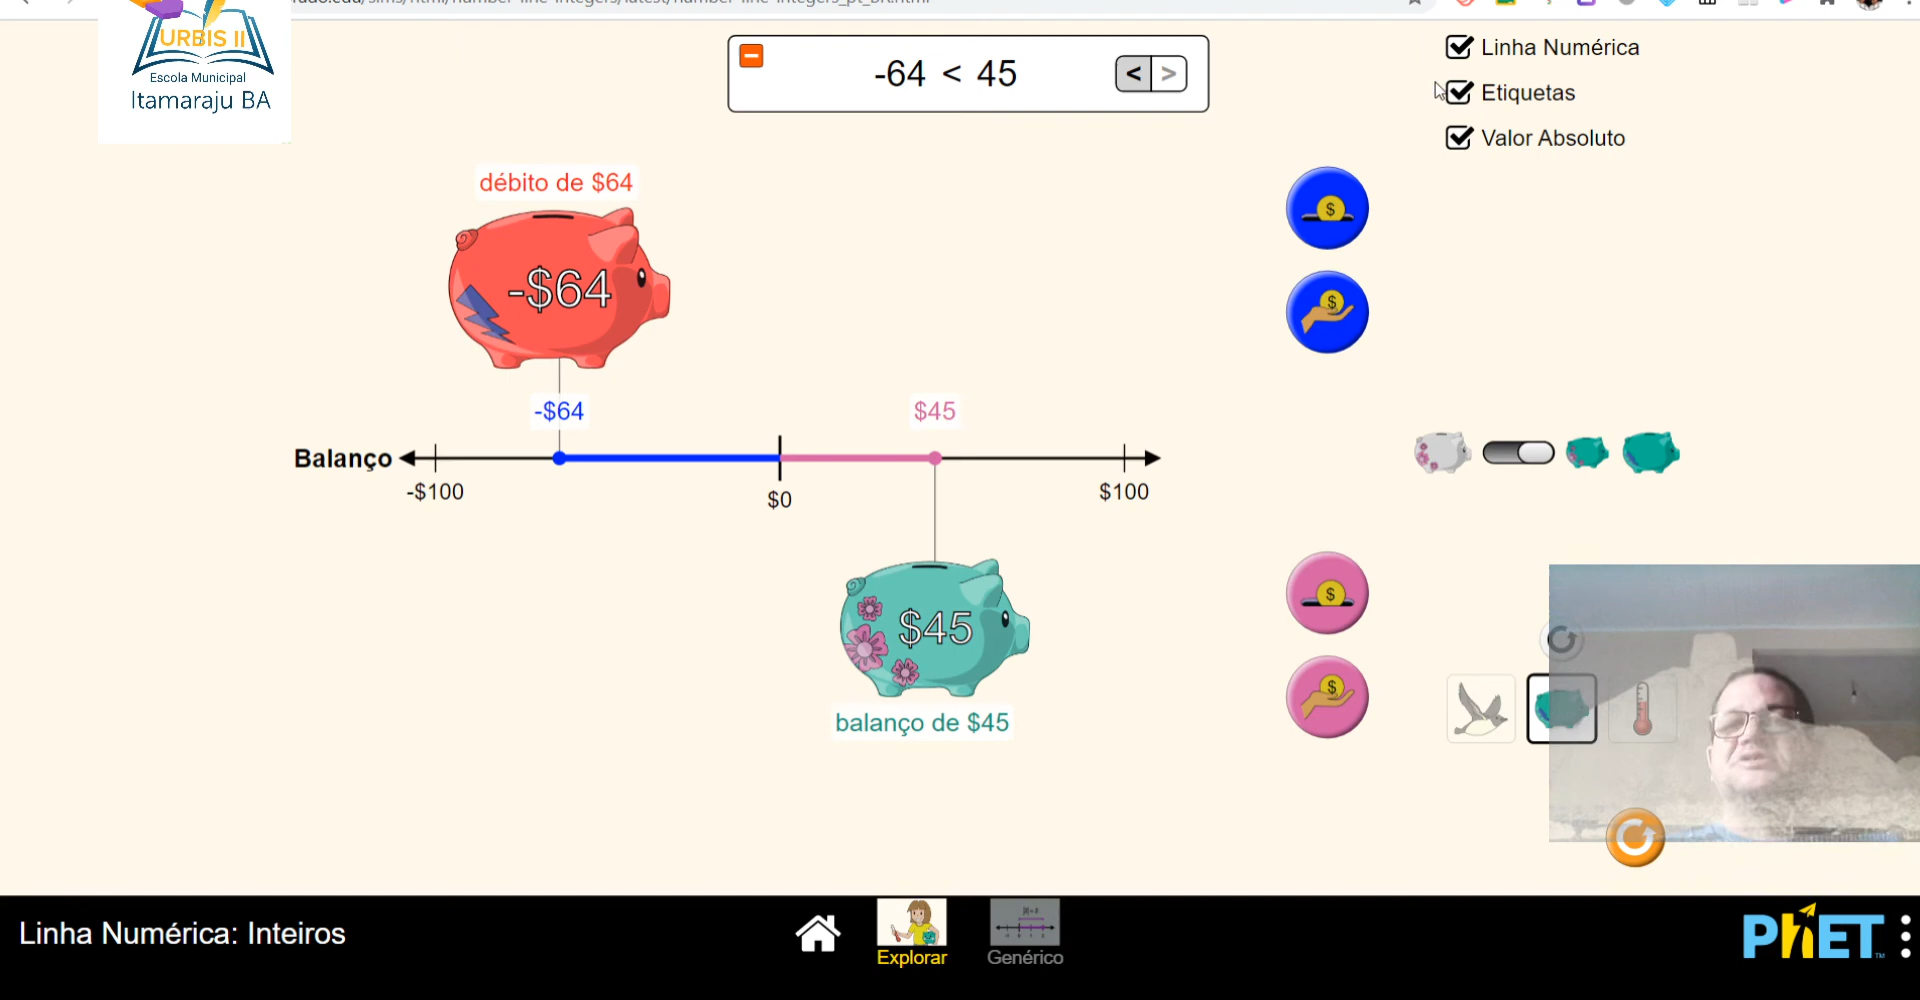 URBIS II
Escola Municipal
Itamaraju BA
-64 < 45
< >
Linha Numérica
Etiquetas
Valor Absoluto
débito de $64
-$64
-$64
$45
Balanço
-$100
$0
$100
$45
balanço de $45
Linha Numérica: Inteiros
Explorar
Genérico
PhET